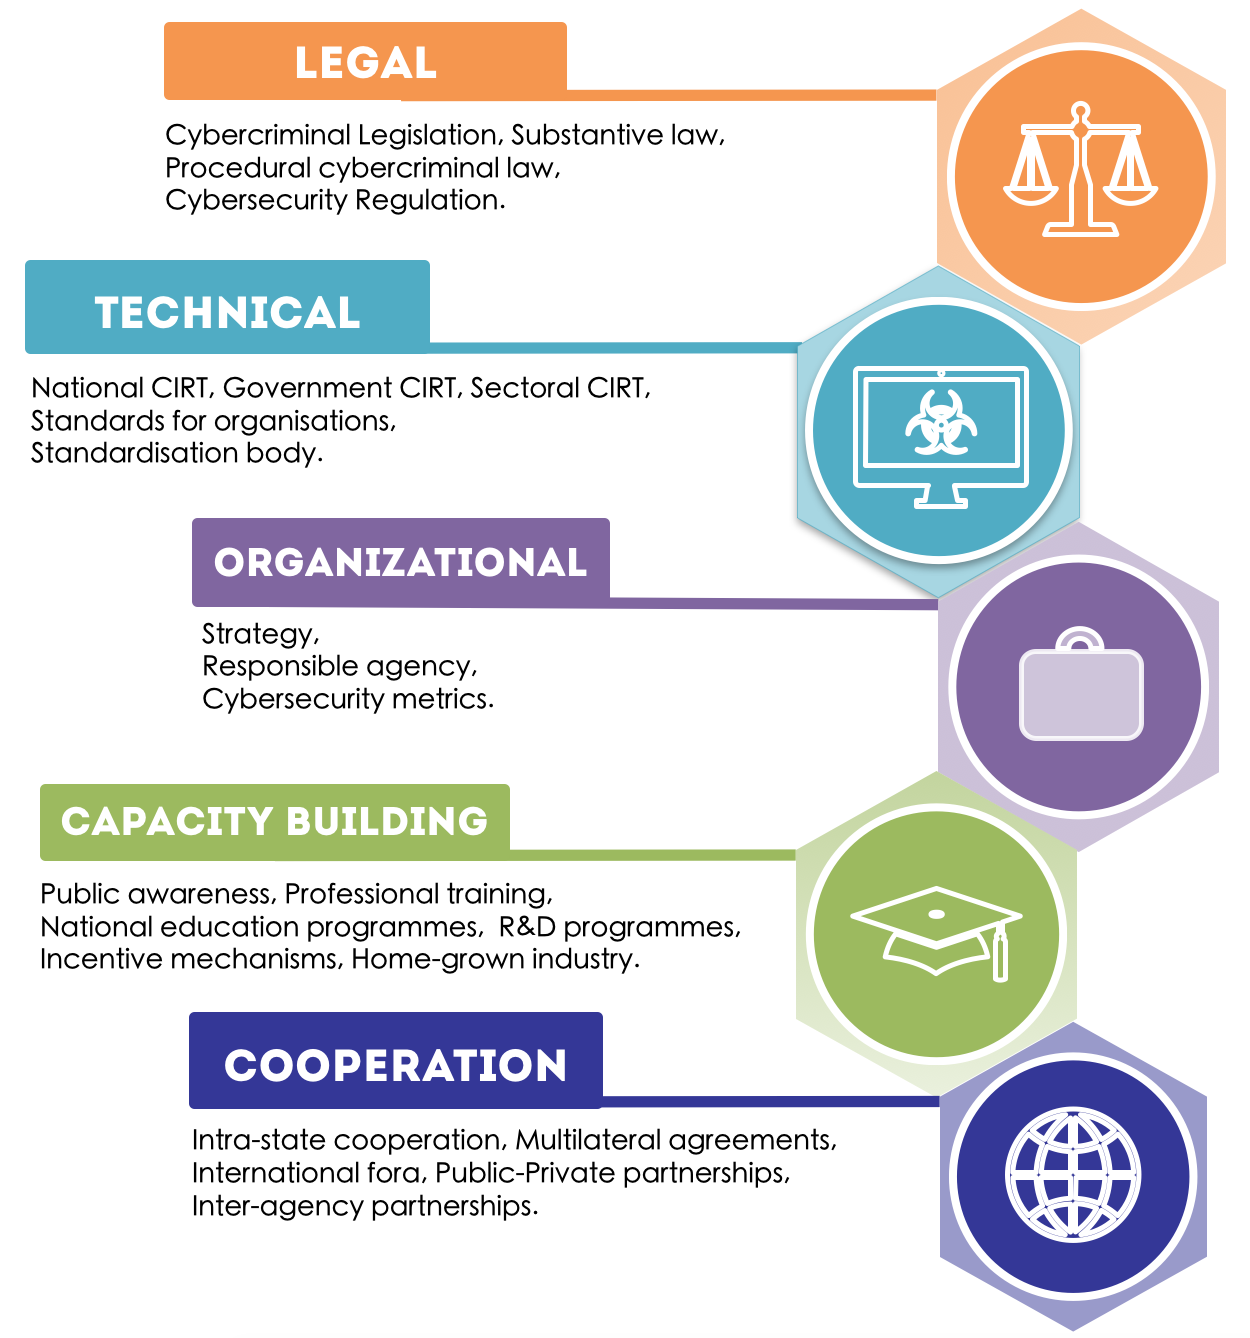 LEGAL
Cybercriminal Legislation, Substantive law,
Procedural cybercriminal law,
Cybersecurity Regulation.
TECHNICAL
National CIRT, Government CIRT, Sectoral CIRT,
Standards for organisations,
Standardisation body.
ORGANIZATIONAL
Strategy,
Responsible agency,
Cybersecurity metrics.
CAPACITY BUILDING
Public awareness, Professional training,
National education programmes,  R&D programmes,
Incentive mechanisms, Home-grown industry.
COOPERATION
Intra-state cooperation, Multilateral agreements,
International fora, Public-Private partnerships,
Inter-agency partnerships.